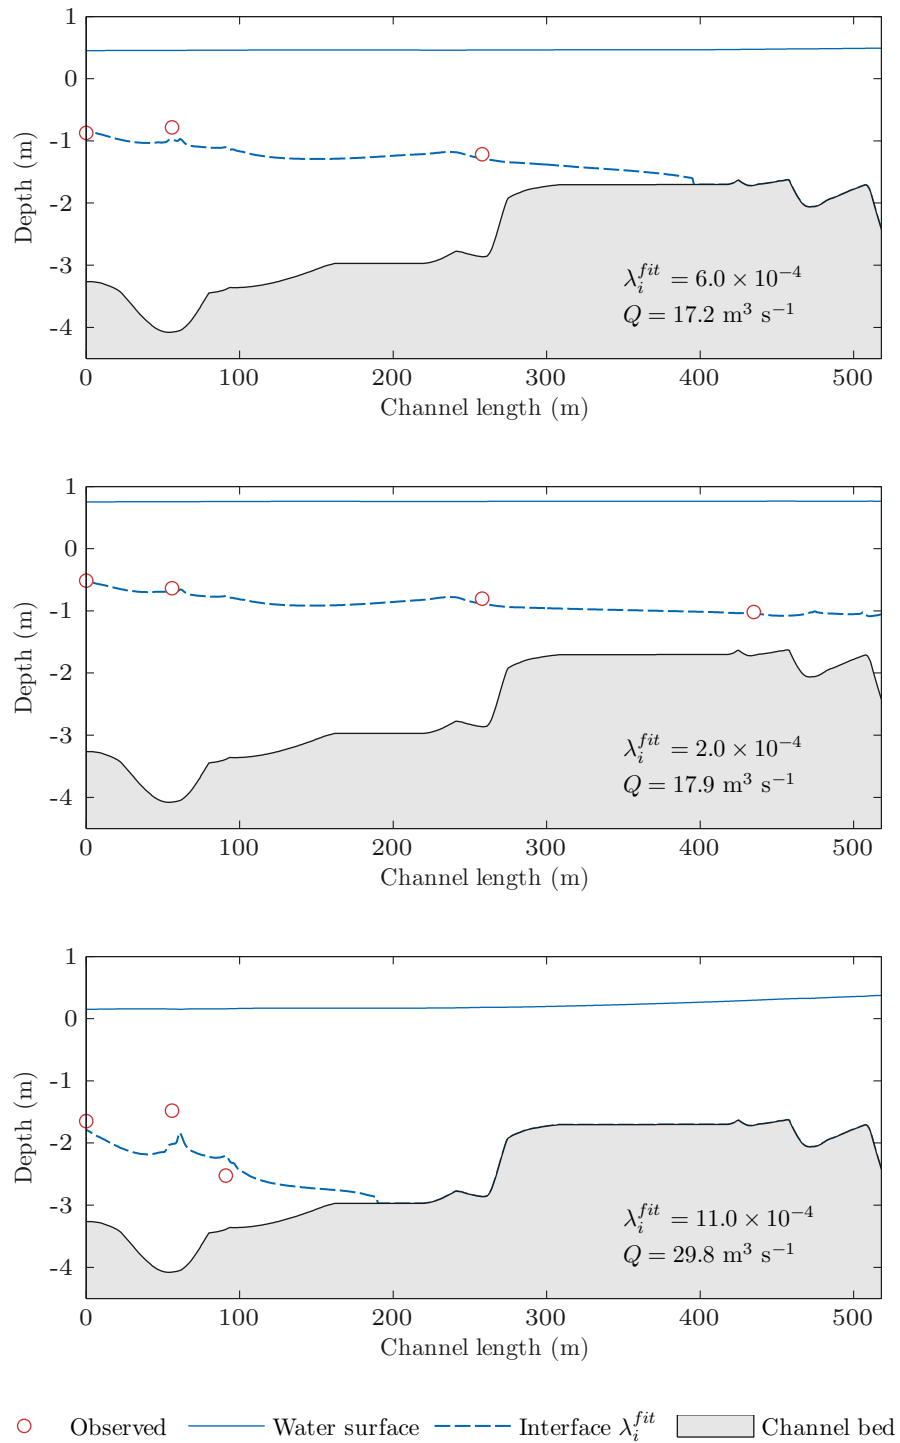 1
0
-1
-2
-3
-4
Depth (m)
λ_i^{fit} = 6.0 × 10⁻⁴
Q = 17.2 m³ s⁻¹
0 100 200 300 400 500
Channel length (m)
1
0
-1
-2
-3
-4
Depth (m)
λ_i^{fit} = 2.0 × 10⁻⁴
Q = 17.9 m³ s⁻¹
0 100 200 300 400 500
Channel length (m)
1
0
-1
-2
-3
-4
Depth (m)
λ_i^{fit} = 11.0 × 10⁻⁴
Q = 29.8 m³ s⁻¹
0 100 200 300 400 500
Channel length (m)
Observed Water surface Interface λ_i^{fit} Channel bed